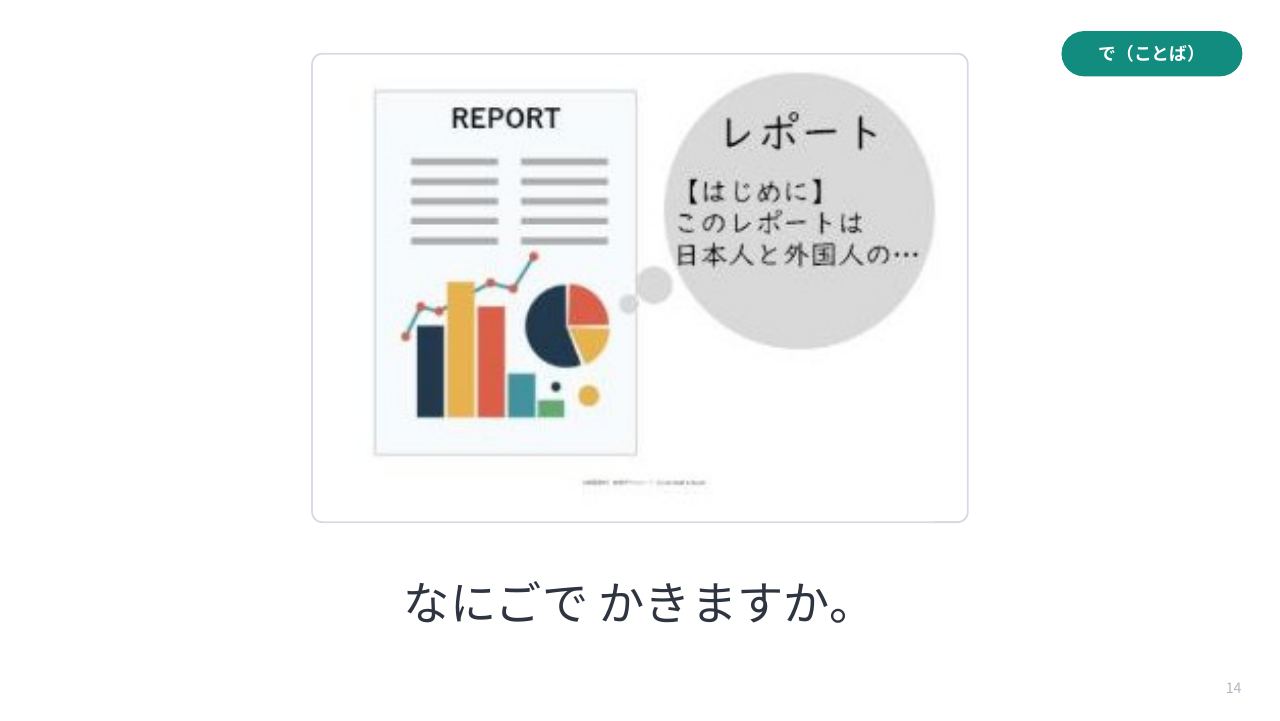 で（ことば）
REPORT
レポート
【はじめに】
このレポートは
日本人と外国人の…
なにごで かきますか。
14